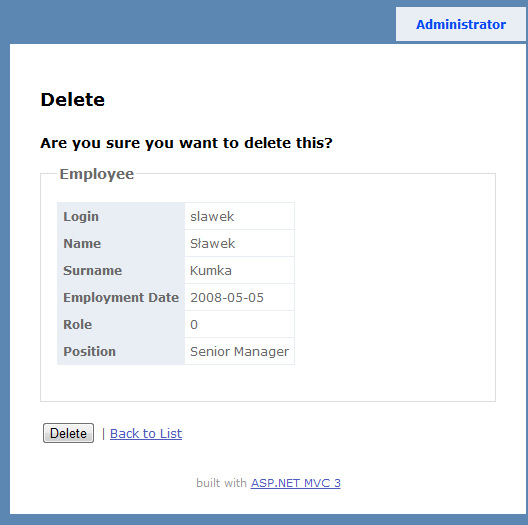 Administrator
Delete
Are you sure you want to delete this?
Employee
Login slawek
Name Sławek
Surname Kumka
Employment Date 2008-05-05
Role 0
Position Senior Manager
Delete | Back to List
built with ASP.NET MVC 3